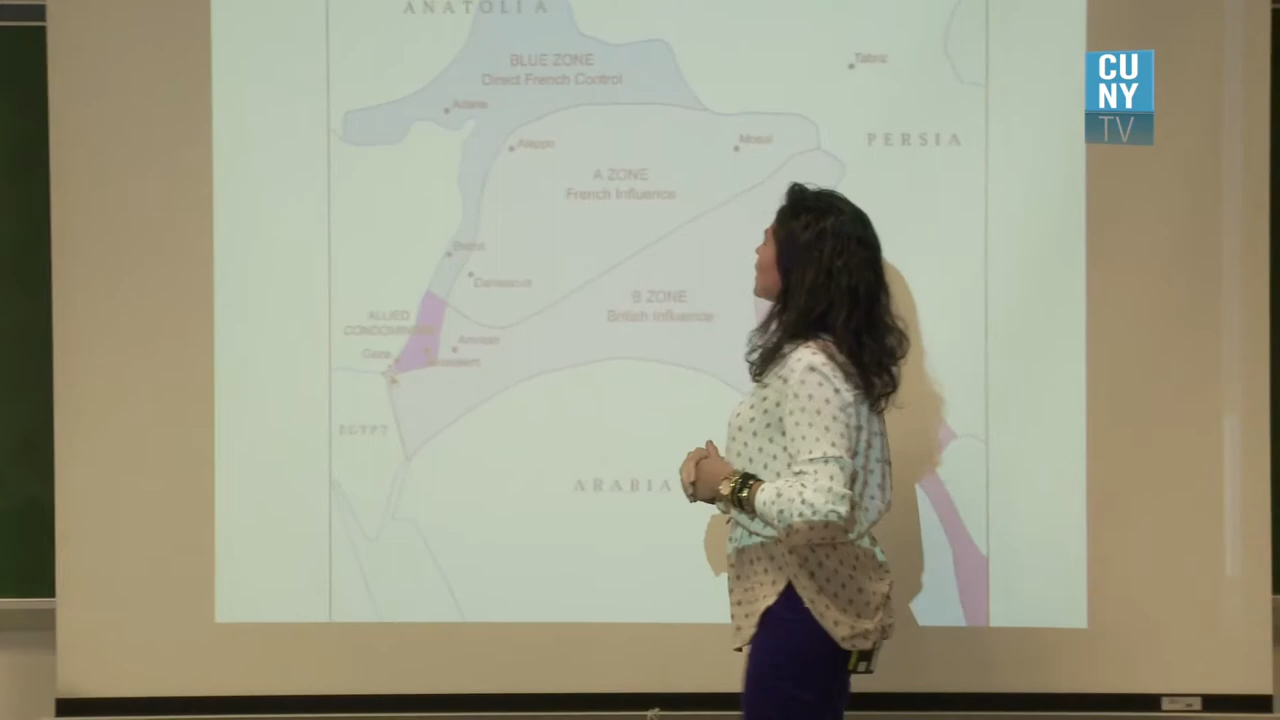 ANATOLIA
BLUE ZONE
Direct French Control
Adana
Tabriz
CU
NY
TV
Aleppo
Mosul
PERSIA
A ZONE
French Influence
Beirut
Damascus
B ZONE
British Influence
ALLIED
CONDOMINIUM
Amman
Gaza
Jerusalem
EGYPT
ARABIA